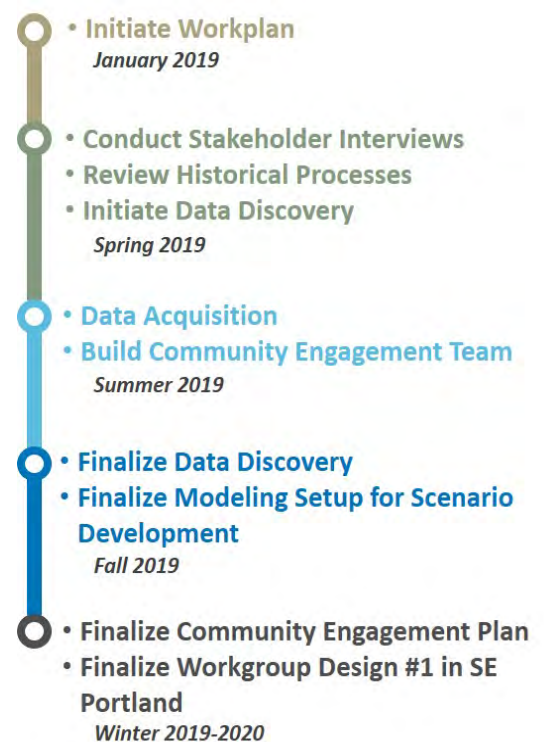 • Initiate Workplan
January 2019
• Conduct Stakeholder Interviews
• Review Historical Processes
• Initiate Data Discovery
Spring 2019
• Data Acquisition
• Build Community Engagement Team
Summer 2019
• Finalize Data Discovery
• Finalize Modeling Setup for Scenario
Development
Fall 2019
• Finalize Community Engagement Plan
• Finalize Workgroup Design #1 in SE
Portland
Winter 2019-2020